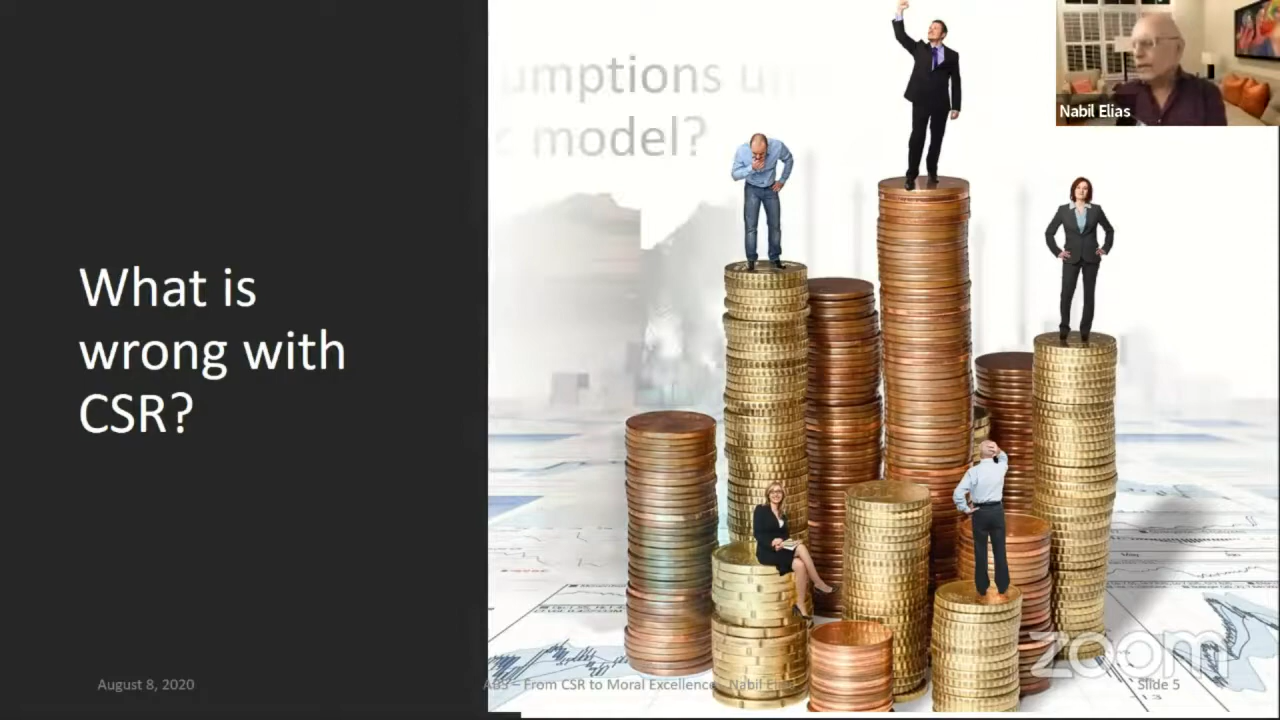 What is
wrong with
CSR?
model?
Nabil Elias
August 8, 2020
– From CSR to Moral Excellence Nabil
Slide 5
zoom